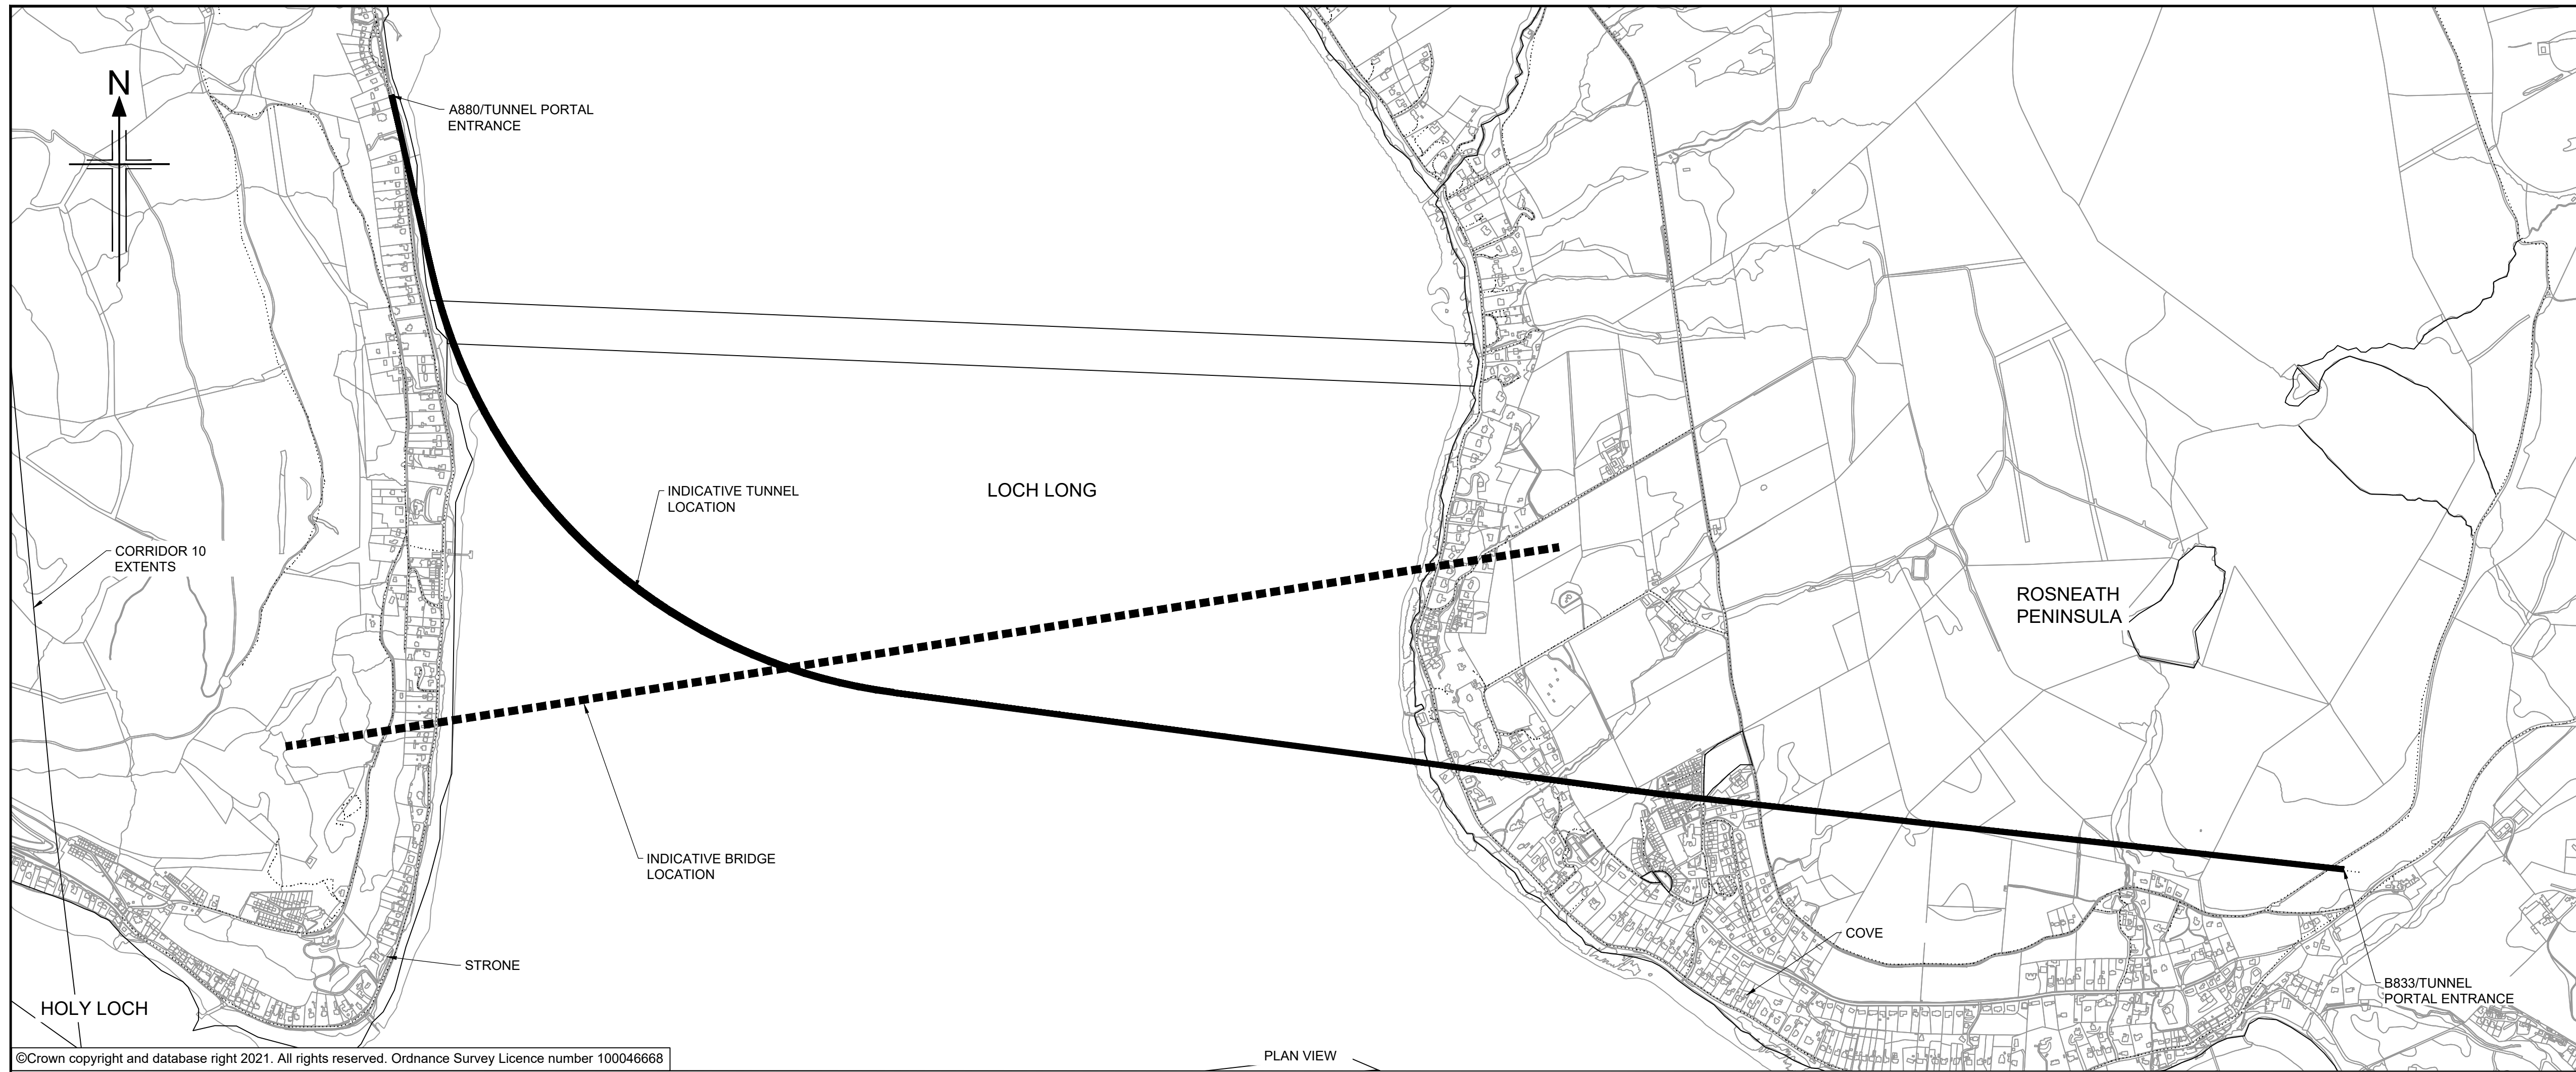 N
A880/TUNNEL PORTAL
ENTRANCE
INDICATIVE TUNNEL
LOCATION
LOCH LONG
CORRIDOR 10
EXTENTS
ROSNEATH
PENINSULA
INDICATIVE BRIDGE
LOCATION
COVE
STRONE
B833/TUNNEL
PORTAL ENTRANCE
HOLY LOCH
©Crown copyright and database right 2021. All rights reserved. Ordnance Survey Licence number 100046668
PLAN VIEW